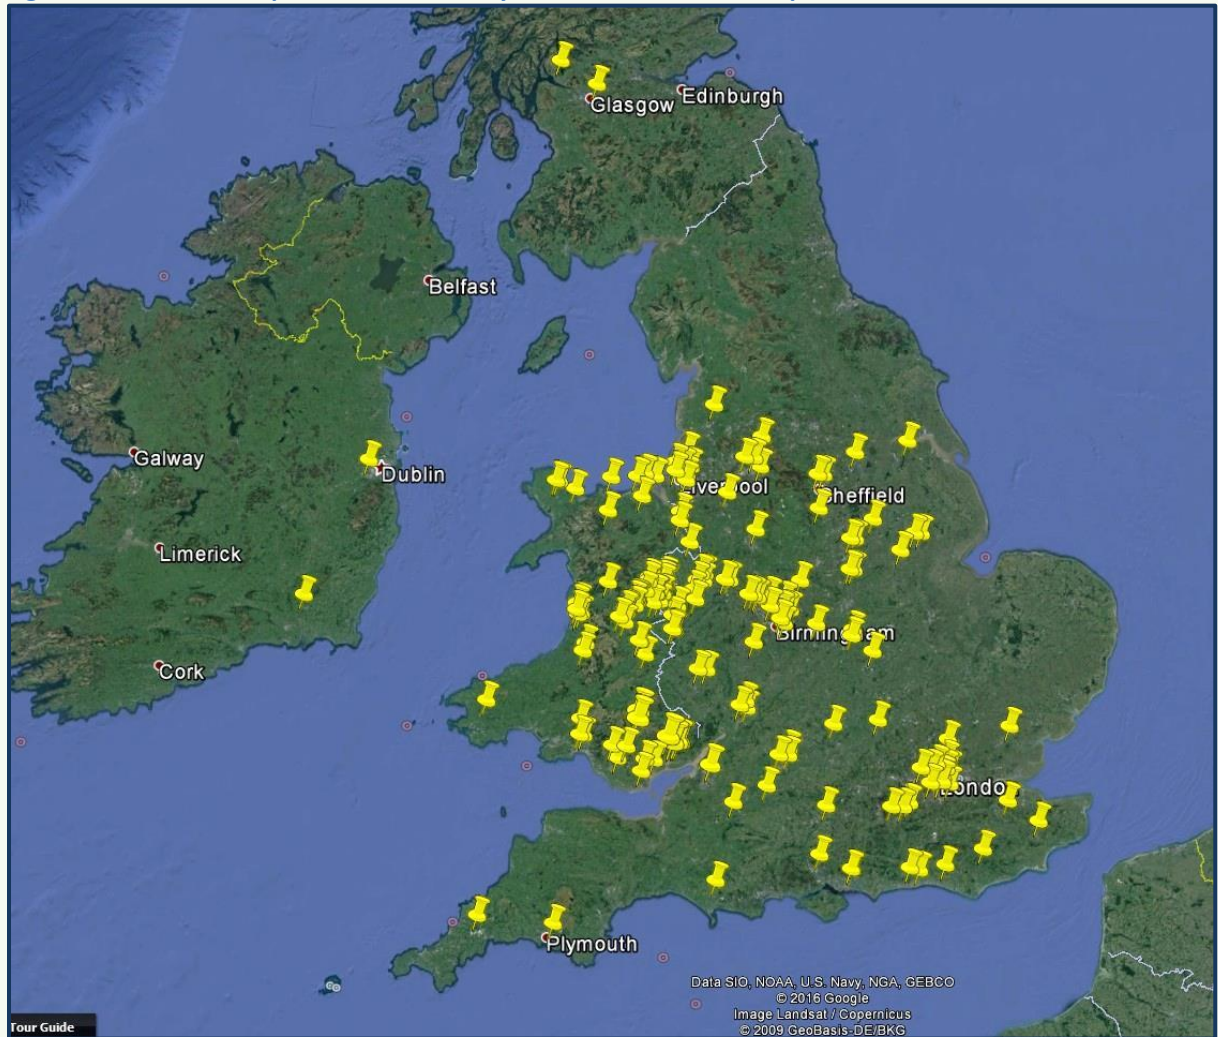 Glasgow
Edinburgh
Belfast
Galway
Dublin
Limerick
Cork
Birmingham
Plymouth
Data SIO, NOAA, U.S. Navy, NGA, GEBCO
© 2016 Google
Image Landsat / Copernicus
© 2009 GeoBasis-DE/BKG
Tour Guide